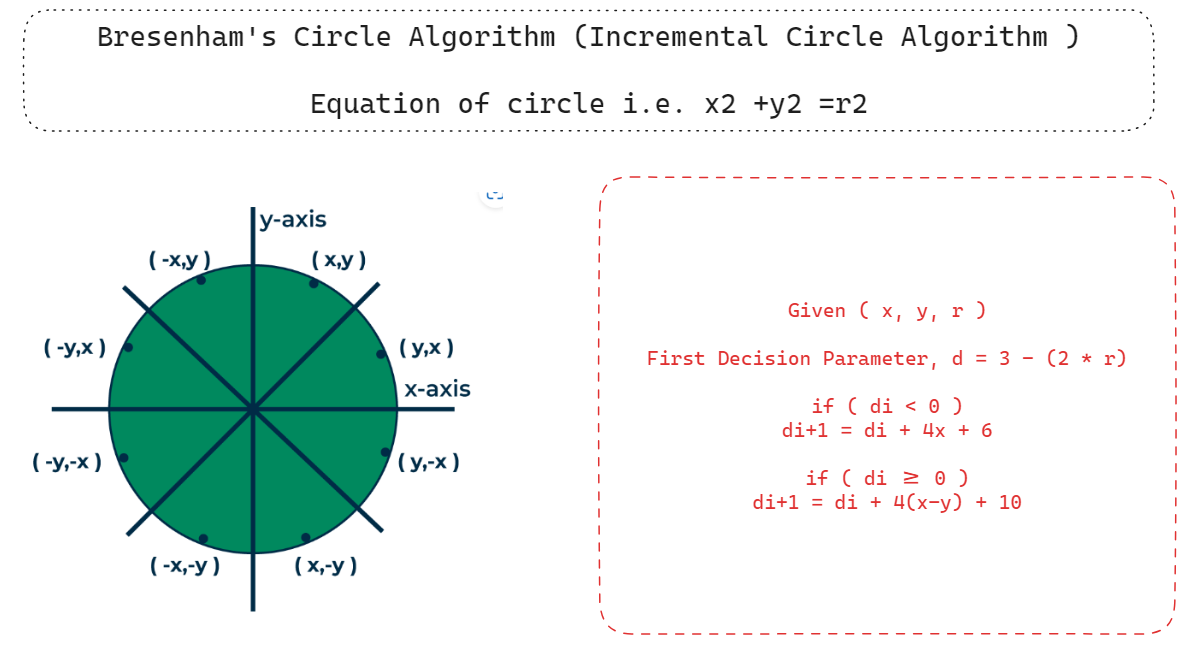 Bresenham's Circle Algorithm (Incremental Circle Algorithm )
Equation of circle i.e. x2 +y2 =r2
y-axis
( -x,y )
( x,y )
( -y,x )
( y,x )
x-axis
( -y,-x )
( y,-x )
( -x,-y )
( x,-y )
Given ( x, y, r )
First Decision Parameter, d = 3 - (2 * r)
if ( di < 0 )
di+1 = di + 4x + 6
if ( di ≥ 0 )
di+1 = di + 4(x-y) + 10